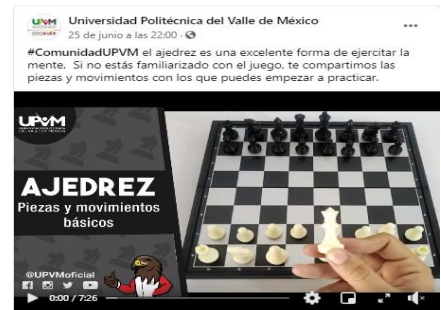 Universidad Politécnica del Valle de México
25 de junio a las 22:00 ·
#ComunidadUPVM el ajedrez es una excelente forma de ejercitar la
mente. Si no estás familiarizado con el juego, te compartimos las
piezas y movimientos con los que puedes empezar a practicar.
UPVM
AJEDREZ
Piezas y movimientos
básicos
@UPVMoficial
0:00 / 7:26